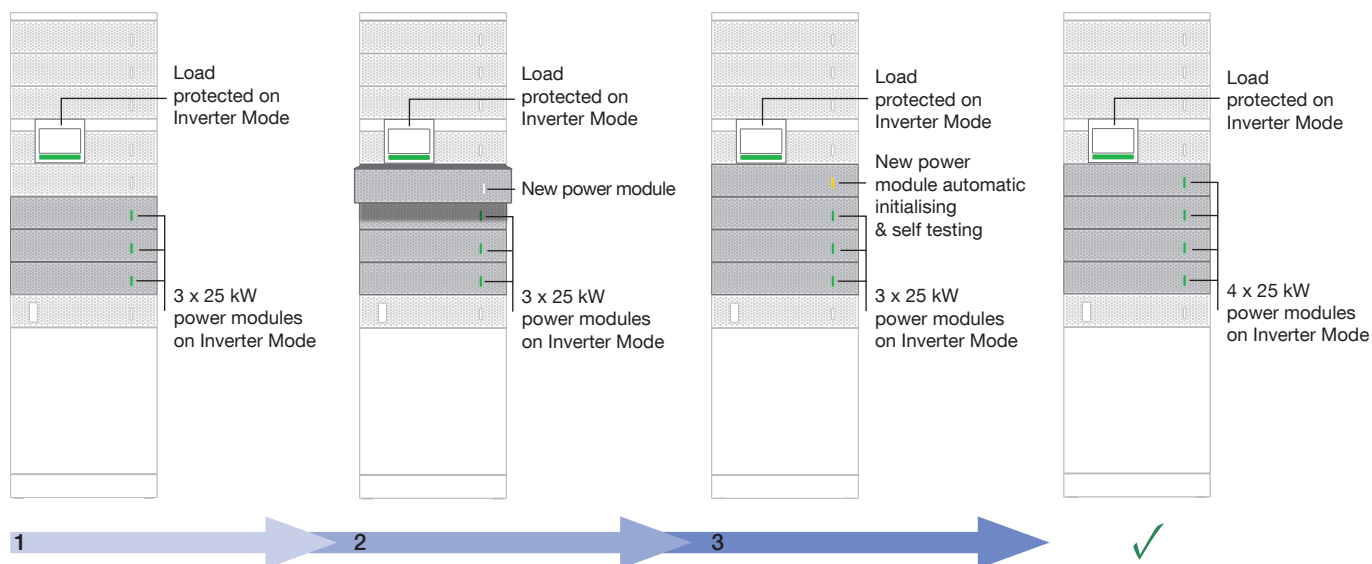 Load
protected on
Inverter Mode
3 x 25 kW
power modules
on Inverter Mode
Load
protected on
Inverter Mode
New power module
3 x 25 kW
power modules
on Inverter Mode
Load
protected on
Inverter Mode
New power
module automatic
initialising
& self testing
3 x 25 kW
power modules
on Inverter Mode
Load
protected on
Inverter Mode
4 x 25 kW
power modules
on Inverter Mode
1
2
3